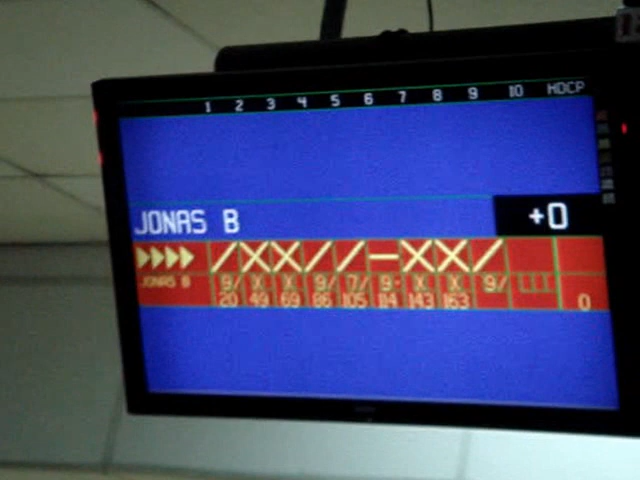 1 2 3 4 5 6 7 8 9 10 HDCP
JONAS B +0
JONAS B 9/ X X 9/ 7/ 9- X X 9/
20 49 69 86 105 114 143 163 0